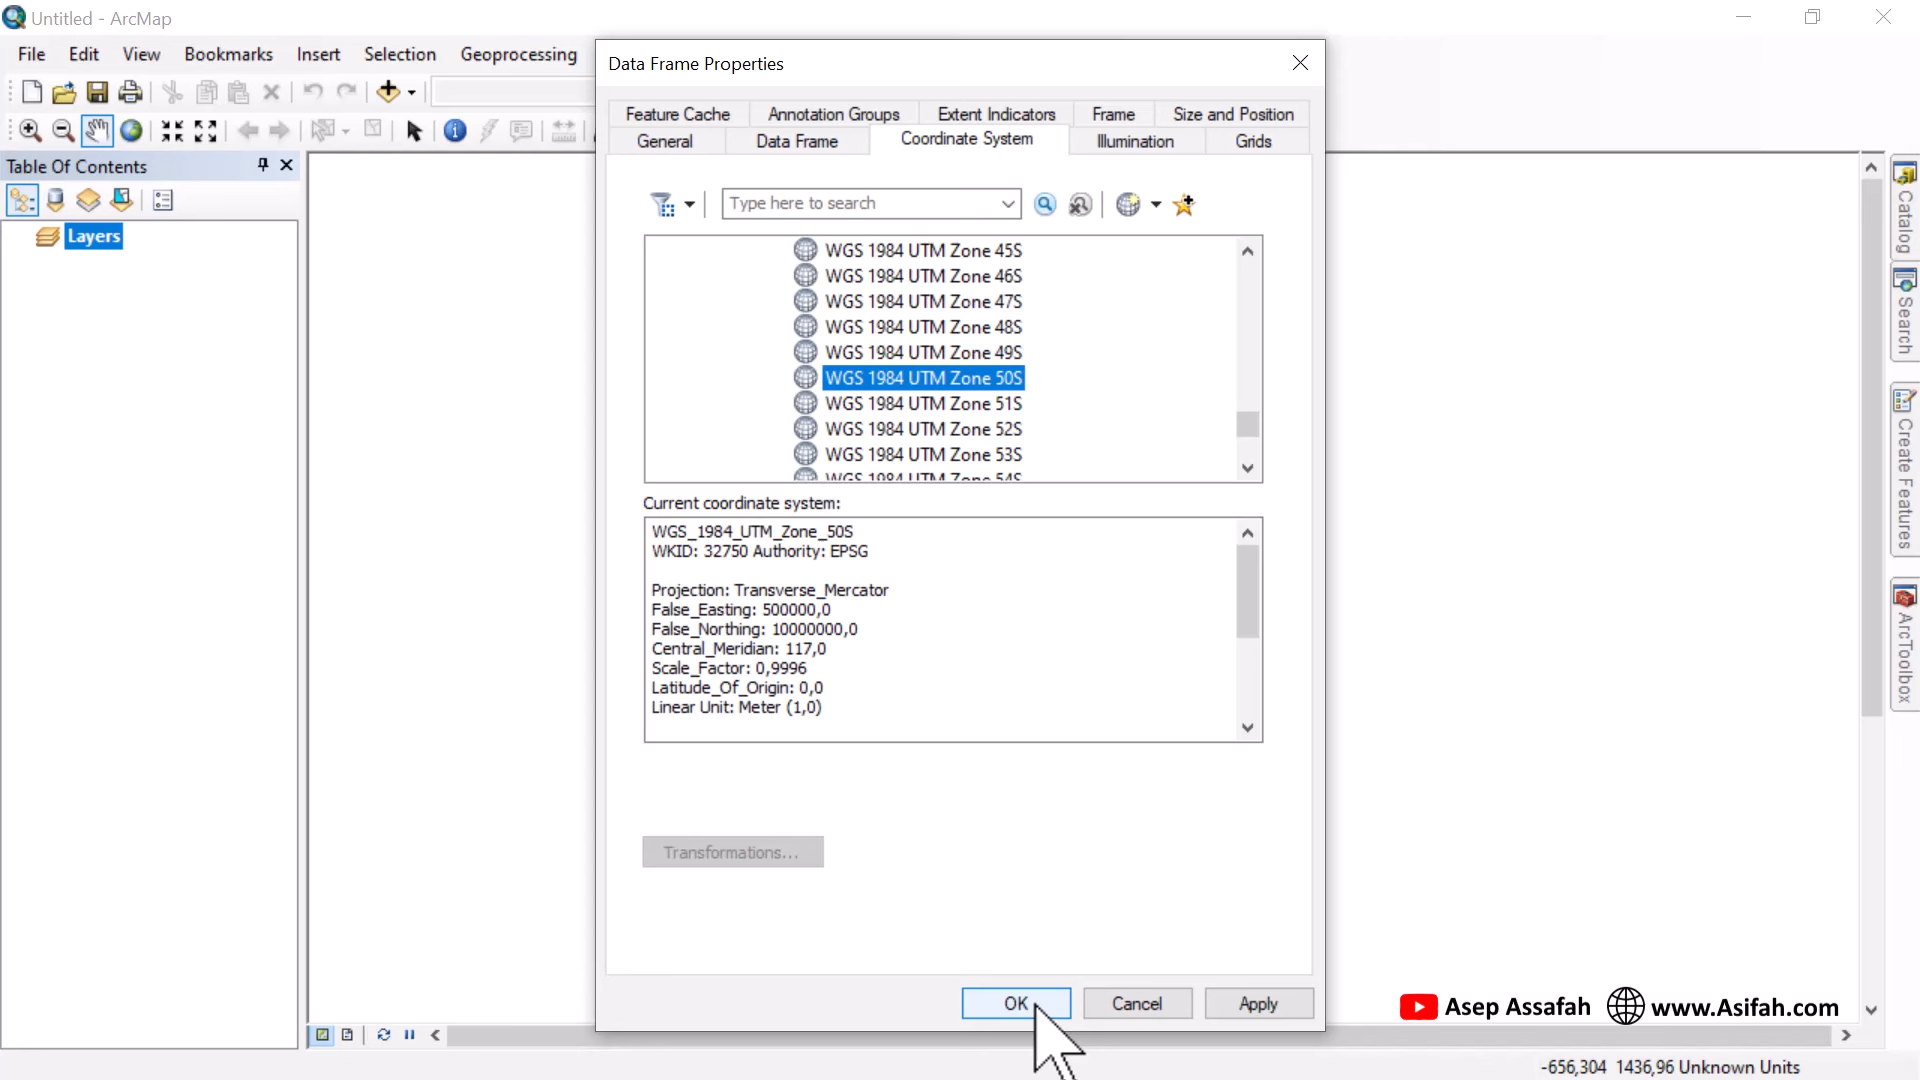 Untitled - ArcMap
File Edit View Bookmarks Insert Selection Geoprocessing
Table Of Contents
Layers
Data Frame Properties
Feature Cache Annotation Groups Extent Indicators Frame Size and Position
General Data Frame Coordinate System Illumination Grids
Type here to search
WGS 1984 UTM Zone 45S
WGS 1984 UTM Zone 46S
WGS 1984 UTM Zone 47S
WGS 1984 UTM Zone 48S
WGS 1984 UTM Zone 49S
WGS 1984 UTM Zone 50S
WGS 1984 UTM Zone 51S
WGS 1984 UTM Zone 52S
WGS 1984 UTM Zone 53S
WGS 1984 UTM Zone 54S
Current coordinate system:
WGS_1984_UTM_Zone_50S
WKID: 32750 Authority: EPSG
Projection: Transverse_Mercator
False_Easting: 500000,0
False_Northing: 10000000,0
Central_Meridian: 117,0
Scale_Factor: 0,9996
Latitude_Of_Origin: 0,0
Linear Unit: Meter (1,0)
Transformations...
OK Cancel Apply
Catalog
Search
Create Features
ArcToolbox
Asep Assafah www.Asifah.com
-656,304 1436,96 Unknown Units